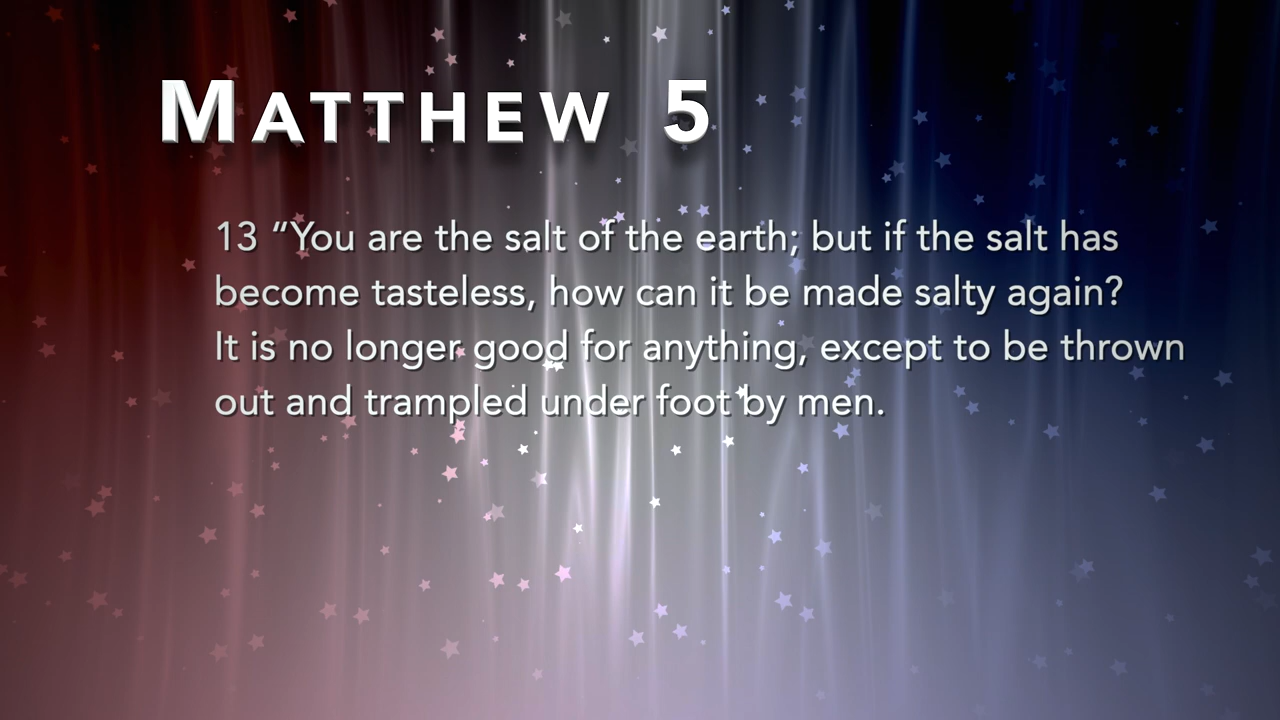 MATTHEW 5
13 “You are the salt of the earth; but if the salt has
become tasteless, how can it be made salty again?
It is no longer good for anything, except to be thrown
out and trampled under foot by men.